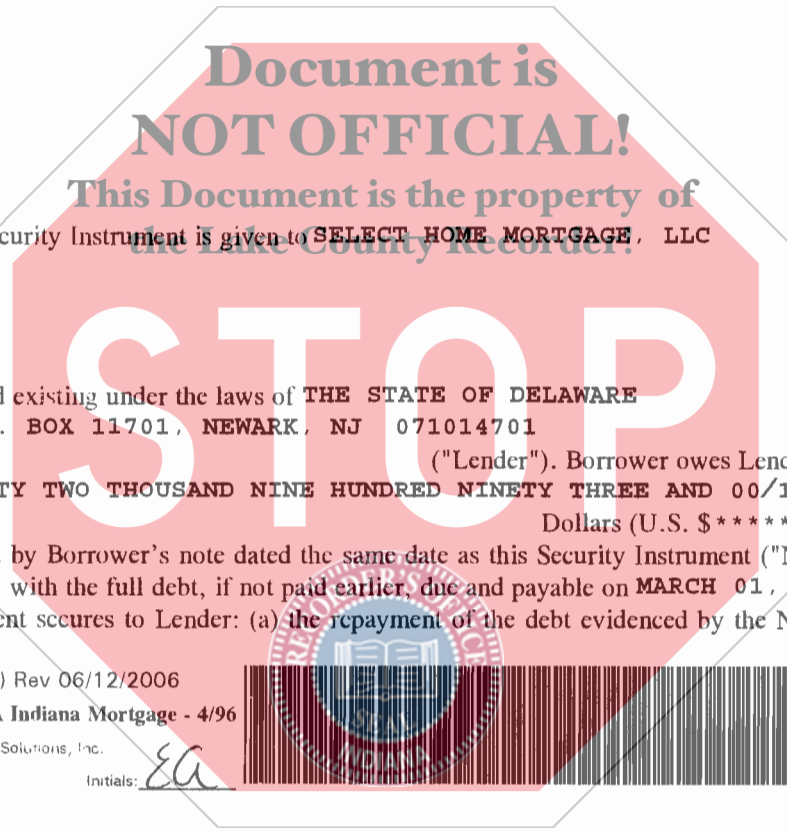 Document is
NOT OFFICIAL!
This Document is the property of
the Lake County Recorder!
curity Instrument is given to SELECT HOME MORTGAGE, LLC
STOP
d existing under the laws of THE STATE OF DELAWARE
. BOX 11701, NEWARK, NJ 071014701
("Lender"). Borrower owes Lend
TY TWO THOUSAND NINE HUNDRED NINETY THREE AND 00/1
Dollars (U.S. $*****
by Borrower's note dated the same date as this Security Instrument ("N
with the full debt, if not paid earlier, due and payable on MARCH 01,
ent secures to Lender: (a) the repayment of the debt evidenced by the N
RECORDER'S OFFICE
SEAL
INDIANA
) Rev 06/12/2006
A Indiana Mortgage - 4/96
Solutions, Inc.
Initials: EA